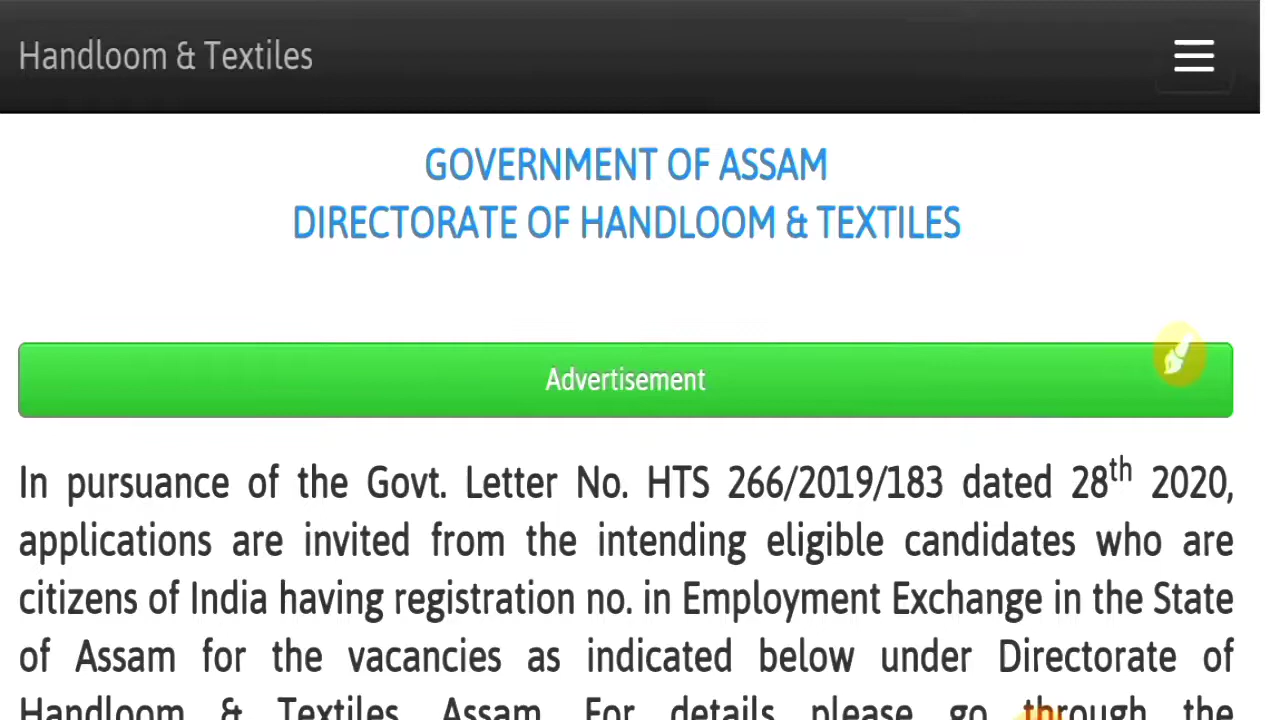 Handloom & Textiles
GOVERNMENT OF ASSAM
DIRECTORATE OF HANDLOOM & TEXTILES
Advertisement
In pursuance of the Govt. Letter No. HTS 266/2019/183 dated 28th 2020,
applications are invited from the intending eligible candidates who are
citizens of India having registration no. in Employment Exchange in the State
of Assam for the vacancies as indicated below under Directorate of
Handloom & Textiles, Assam. For details please go through the